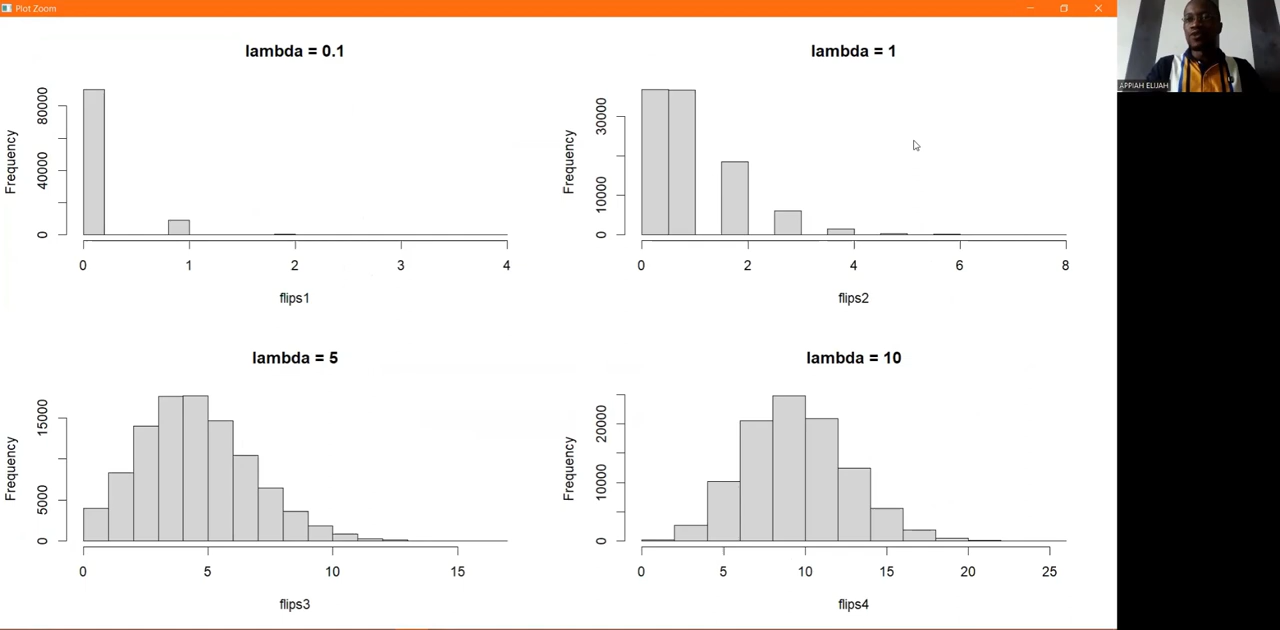 Plot Zoom
lambda = 0.1
Frequency
0 40000 80000
0 1 2 3 4
flips1
lambda = 1
Frequency
0 10000 30000
0 2 4 6 8
flips2
APPIAH ELIJAH
lambda = 5
Frequency
0 5000 15000
0 5 10 15
flips3
lambda = 10
Frequency
0 10000 20000
0 5 10 15 20 25
flips4